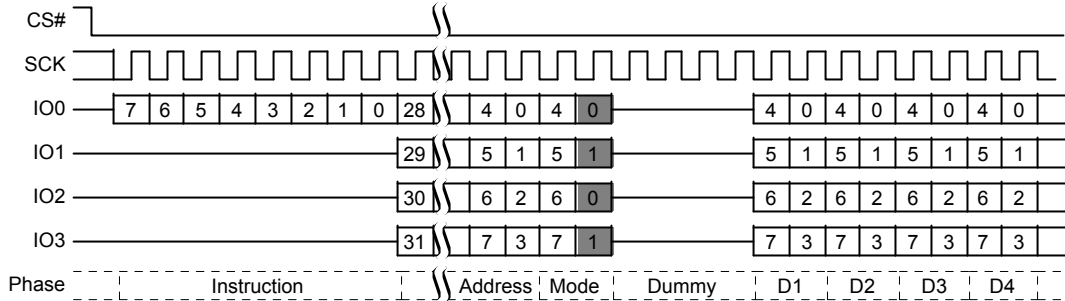 CS#
SCK
IO0 7 6 5 4 3 2 1 0 28 4 0 4 0 4 0 4 0 4 0 4 0
IO1 29 5 1 5 1 5 1 5 1 5 1 5 1
IO2 30 6 2 6 0 6 2 6 2 6 2 6 2
IO3 31 7 3 7 1 7 3 7 3 7 3 7 3
Phase Instruction Address Mode Dummy D1 D2 D3 D4